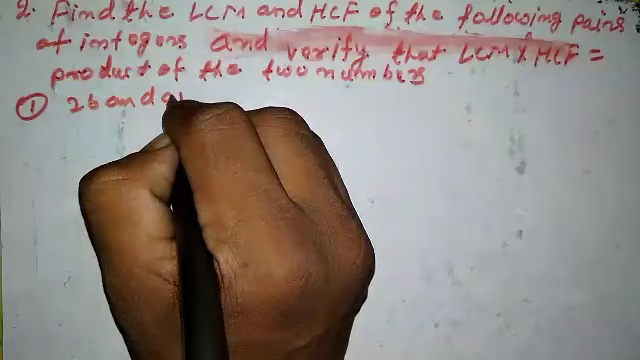 2. Find the LCM and HCF of the following pairs
of integers and verify that LCM X HCF =
product of the two numbers
① 26 and 9